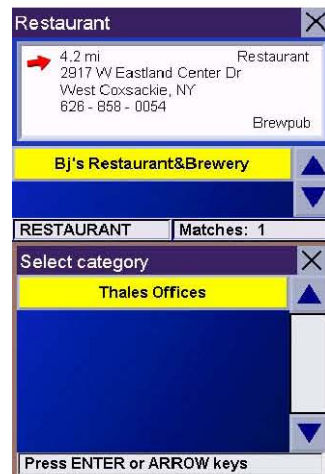 Restaurant
4.2 mi Restaurant
2917 W Eastland Center Dr
West Coxsackie, NY
626 - 858 - 0054
Brewpub
Bj's Restaurant&Brewery
RESTAURANT Matches: 1
Select category
Thales Offices
Press ENTER or ARROW keys